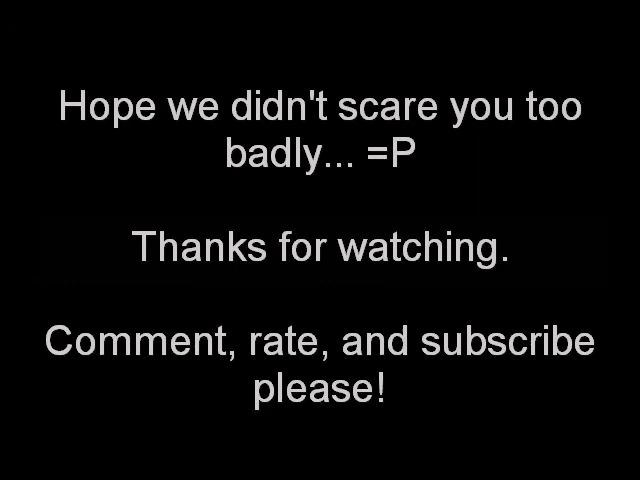 Hope we didn't scare you too
badly... =P
Thanks for watching.
Comment, rate, and subscribe
please!